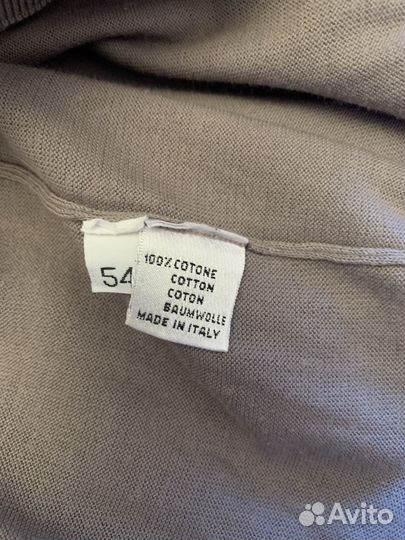 54
100% COTONE
COTTON
COTON
BAUMWOLLE
MADE IN ITALY
Avito